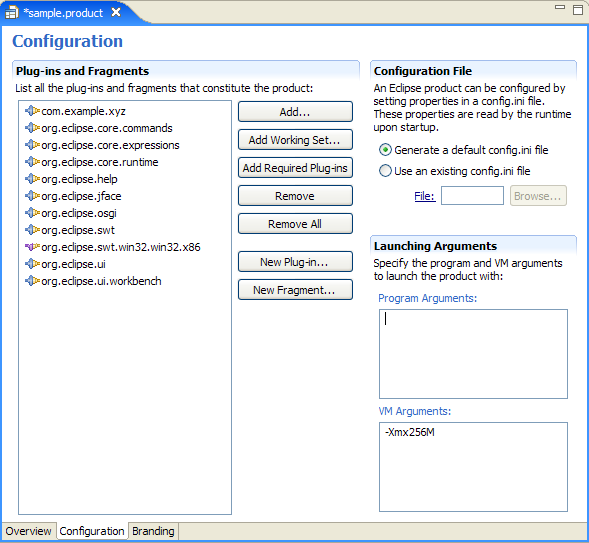 *sample.product
Configuration
Plug-ins and Fragments
List all the plug-ins and fragments that constitute the product:
com.example.xyz
org.eclipse.core.commands
org.eclipse.core.expressions
org.eclipse.core.runtime
org.eclipse.help
org.eclipse.jface
org.eclipse.osgi
org.eclipse.swt
org.eclipse.swt.win32.win32.x86
org.eclipse.ui
org.eclipse.ui.workbench
Add...
Add Working Set...
Add Required Plug-ins
Remove
Remove All
New Plug-in...
New Fragment...
Configuration File
An Eclipse product can be configured by
setting properties in a config.ini file.
These properties are read by the runtime
upon startup.
Generate a default config.ini file
Use an existing config.ini file
File:
Browse...
Launching Arguments
Specify the program and VM arguments
to launch the product with:
Program Arguments:
VM Arguments:
-Xmx256M
Overview
Configuration
Branding